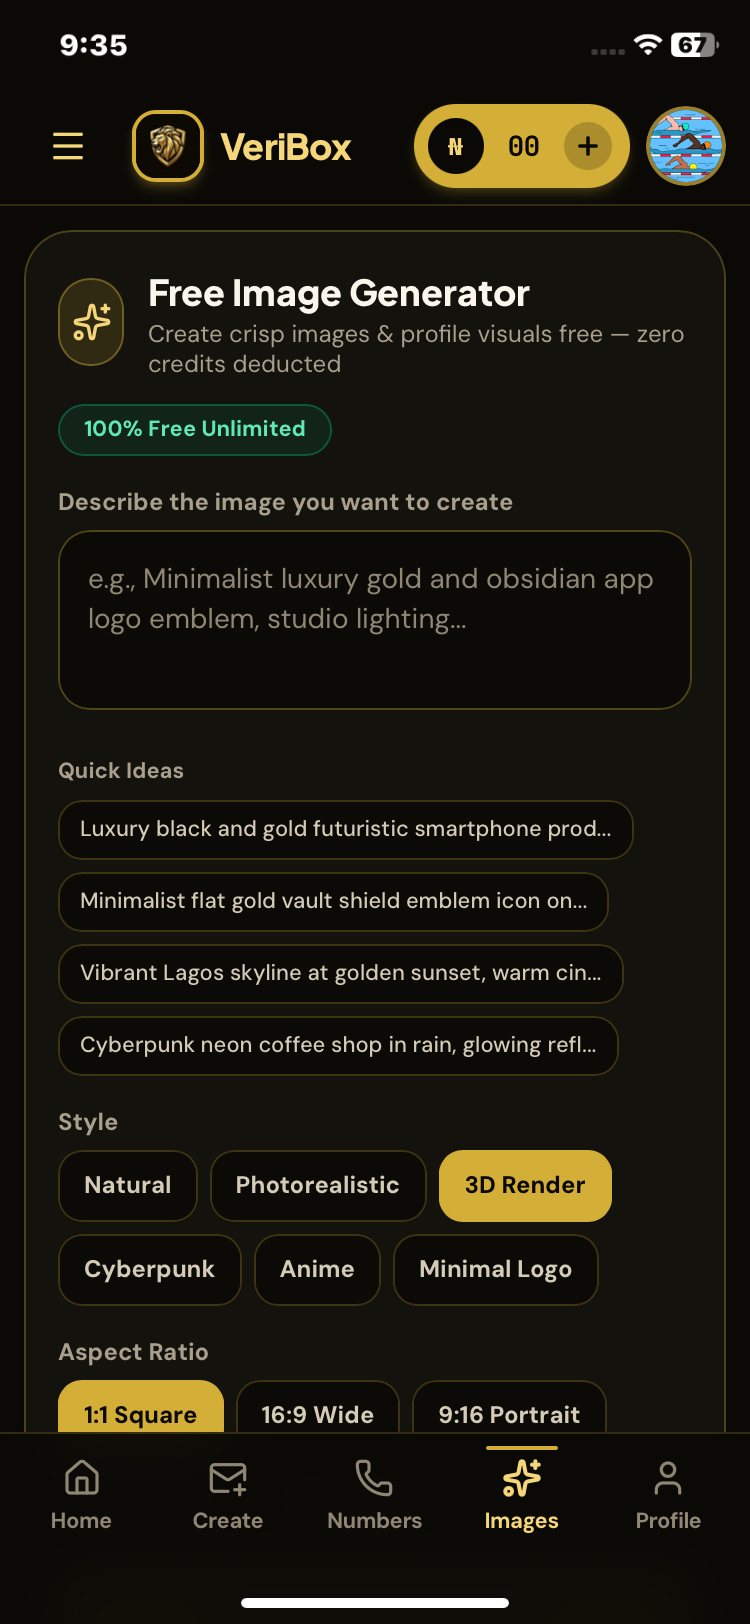 9:35
67
VeriBox
₦ 00 +
Free Image Generator
Create crisp images & profile visuals free — zero
credits deducted
100% Free Unlimited
Describe the image you want to create
e.g., Minimalist luxury gold and obsidian app
logo emblem, studio lighting...
Quick Ideas
Luxury black and gold futuristic smartphone prod...
Minimalist flat gold vault shield emblem icon on...
Vibrant Lagos skyline at golden sunset, warm cin...
Cyberpunk neon coffee shop in rain, glowing refl...
Style
Natural Photorealistic 3D Render
Cyberpunk Anime Minimal Logo
Aspect Ratio
1:1 Square 16:9 Wide 9:16 Portrait
Home Create Numbers Images Profile